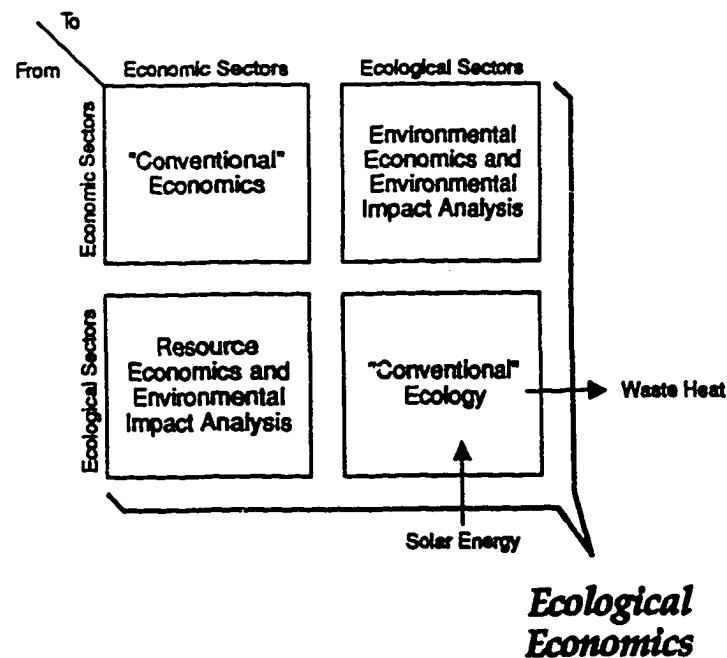 To
From
Economic Sectors
Ecological Sectors
Economic Sectors
"Conventional"
Economics
Environmental
Economics and
Environmental
Impact Analysis
Ecological Sectors
Resource
Economics and
Environmental
Impact Analysis
"Conventional"
Ecology
Waste Heat
Solar Energy
Ecological
Economics